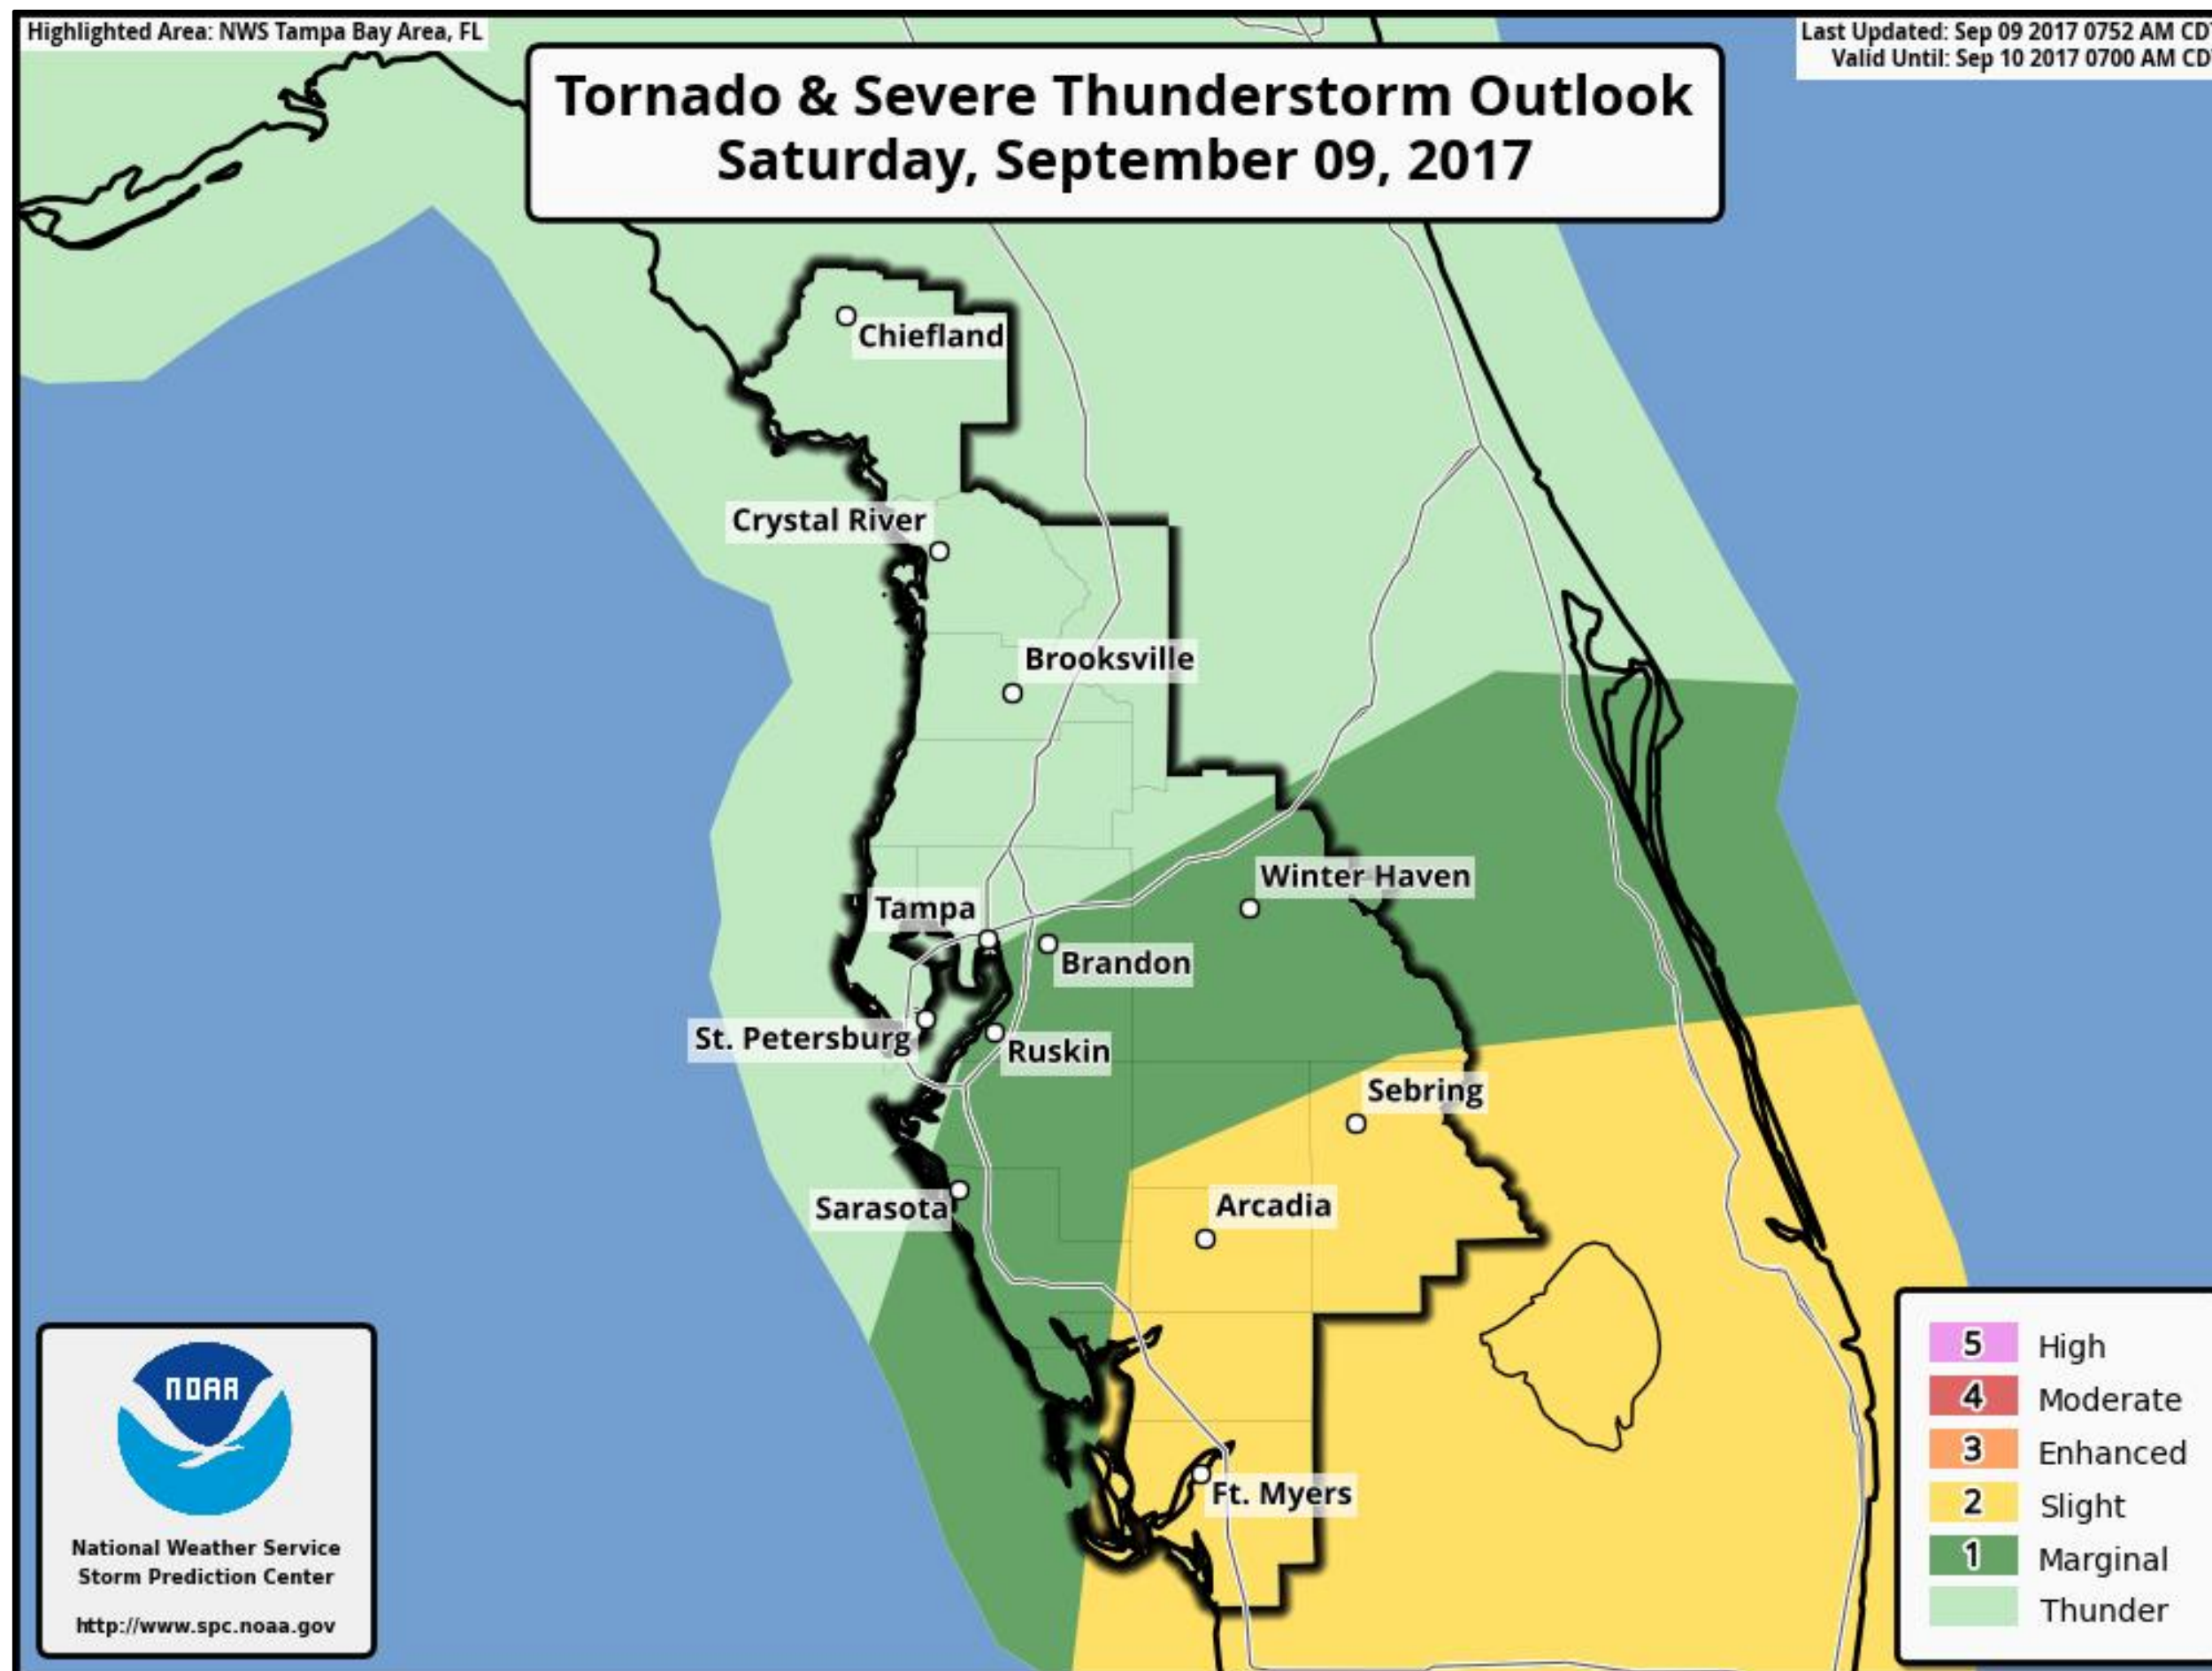 Highlighted Area: NWS Tampa Bay Area, FL
Last Updated: Sep 09 2017 0752 AM CDT
Valid Until: Sep 10 2017 0700 AM CD
Tornado & Severe Thunderstorm Outlook
Saturday, September 09, 2017
Chiefland
Crystal River
Brooksville
Winter Haven
Tampa
Brandon
St. Petersburg
Ruskin
Sebring
Sarasota
Arcadia
Ft. Myers
NOAA
National Weather Service
Storm Prediction Center
http://www.spc.noaa.gov
5 High
4 Moderate
3 Enhanced
2 Slight
1 Marginal
Thunder